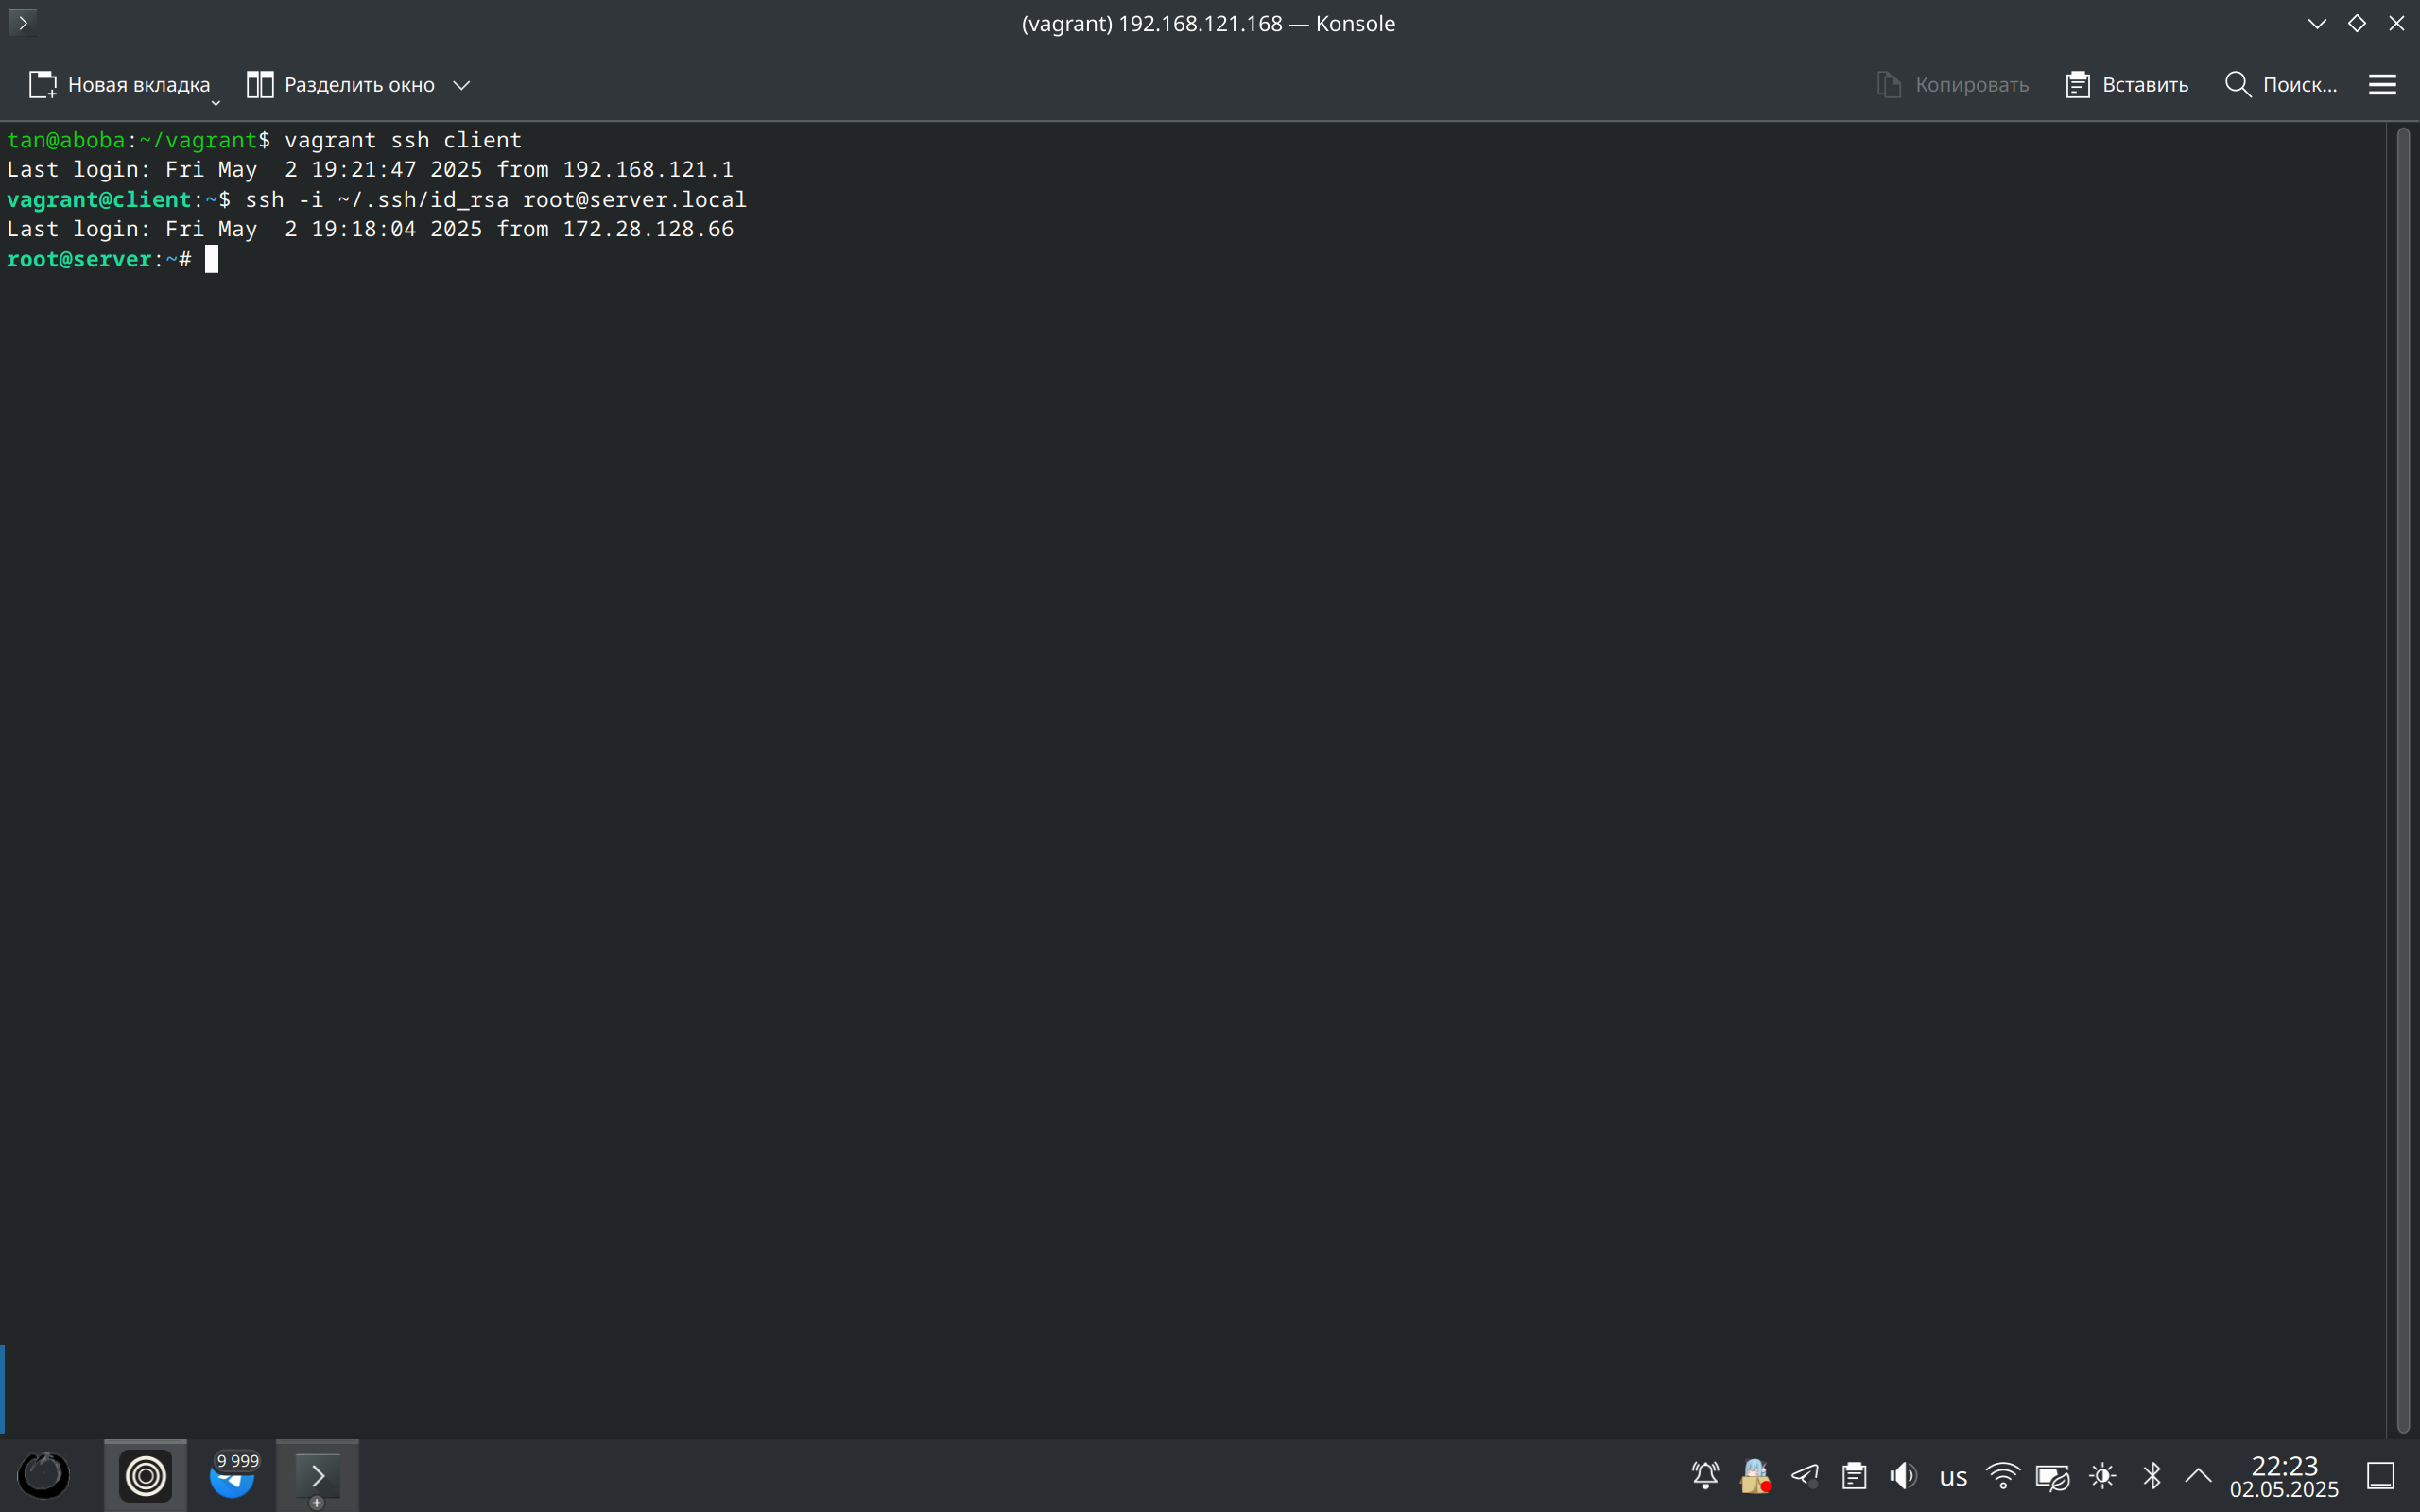 (vagrant) 192.168.121.168 — Konsole
Новая вкладка Разделить окно Копировать Вставить Поиск...
tan@aboba:~/vagrant$ vagrant ssh client
Last login: Fri May  2 19:21:47 2025 from 192.168.121.1
vagrant@client:~$ ssh -i ~/.ssh/id_rsa root@server.local
Last login: Fri May  2 19:18:04 2025 from 172.28.128.66
root@server:~#
9 999
us
22:23
02.05.2025